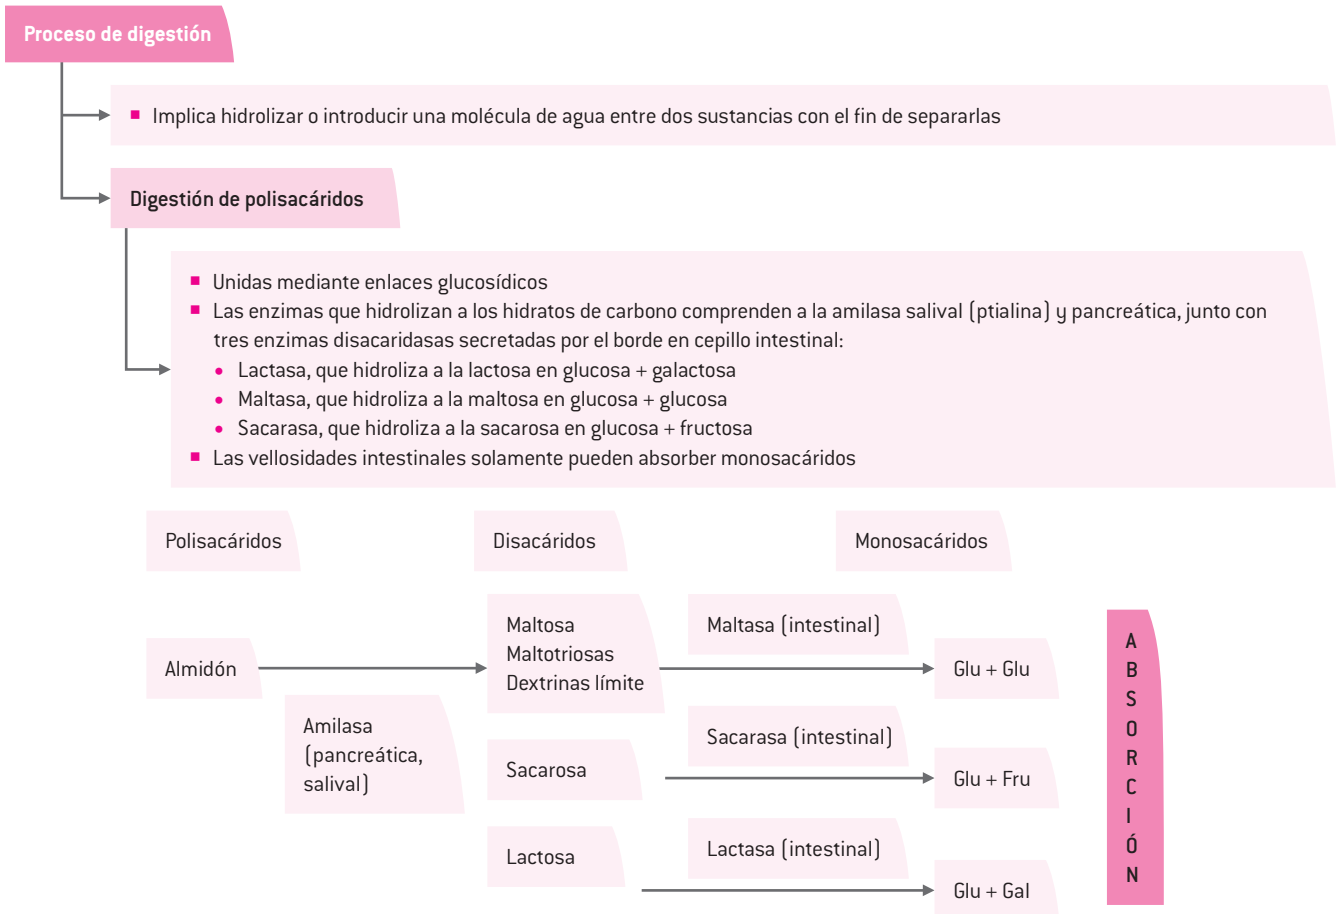 Proceso de digestión
Implica hidrolizar o introducir una molécula de agua entre dos sustancias con el fin de separarlas
Digestión de polisacáridos
Unidas mediante enlaces glucosídicos
Las enzimas que hidrolizan a los hidratos de carbono comprenden a la amilasa salival (ptialina) y pancreática, junto con
tres enzimas disacaridasas secretadas por el borde en cepillo intestinal:
Lactasa, que hidroliza a la lactosa en glucosa + galactosa
Maltasa, que hidroliza a la maltosa en glucosa + glucosa
Sacarasa, que hidroliza a la sacarosa en glucosa + fructosa
Las vellosidades intestinales solamente pueden absorber monosacáridos
Polisacáridos
Disacáridos
Monosacáridos
Almidón
Amilasa
(pancreática,
salival)
Maltosa
Maltotriosas
Dextrinas límite
Maltasa (intestinal)
Glu + Glu
Sacarosa
Sacarasa (intestinal)
Glu + Fru
Lactosa
Lactasa (intestinal)
Glu + Gal
ABSORCIÓN